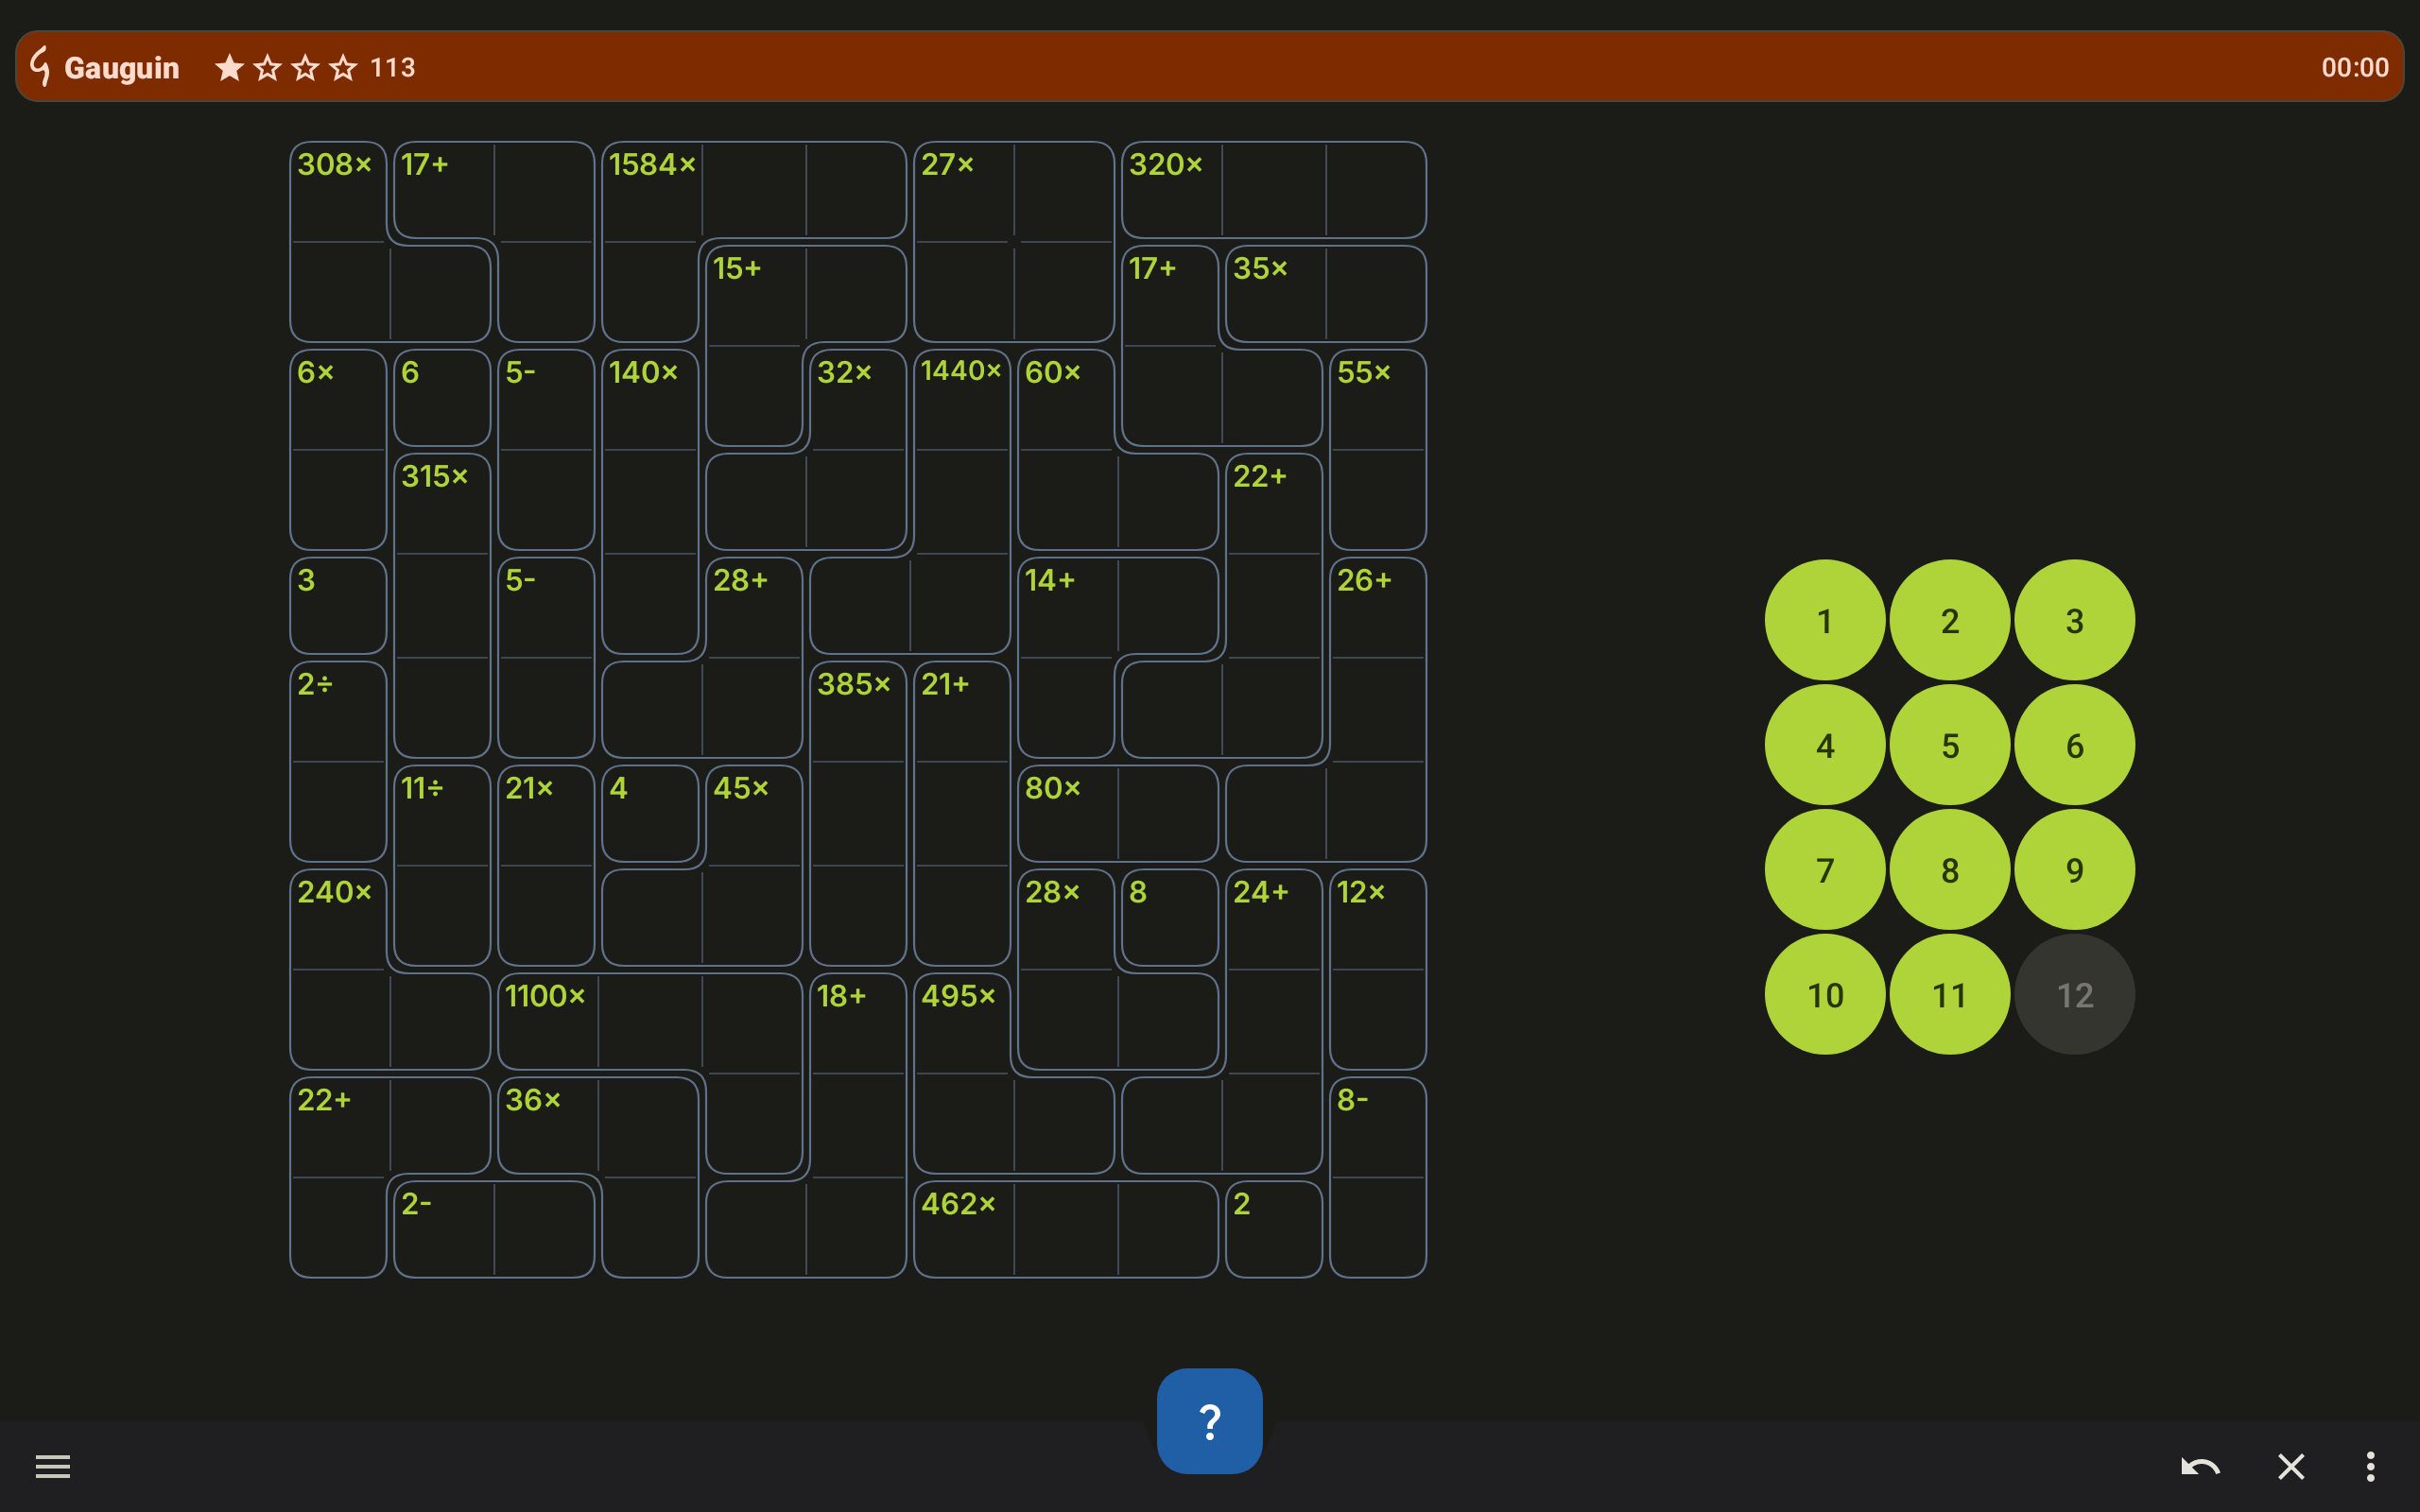 Gauguin 113 00:00
308× 17+ 1584× 27× 320×
15+ 17+ 35×
6× 6 5- 140× 32× 1440× 60× 55×
315× 22+
3 5- 28+ 14+ 26+
2÷ 385× 21+
11÷ 21× 4 45× 80×
240× 28× 8 24+ 12×
1100× 18+ 495×
22+ 36× 8-
2- 462× 2
1 2 3
4 5 6
7 8 9
10 11 12
?